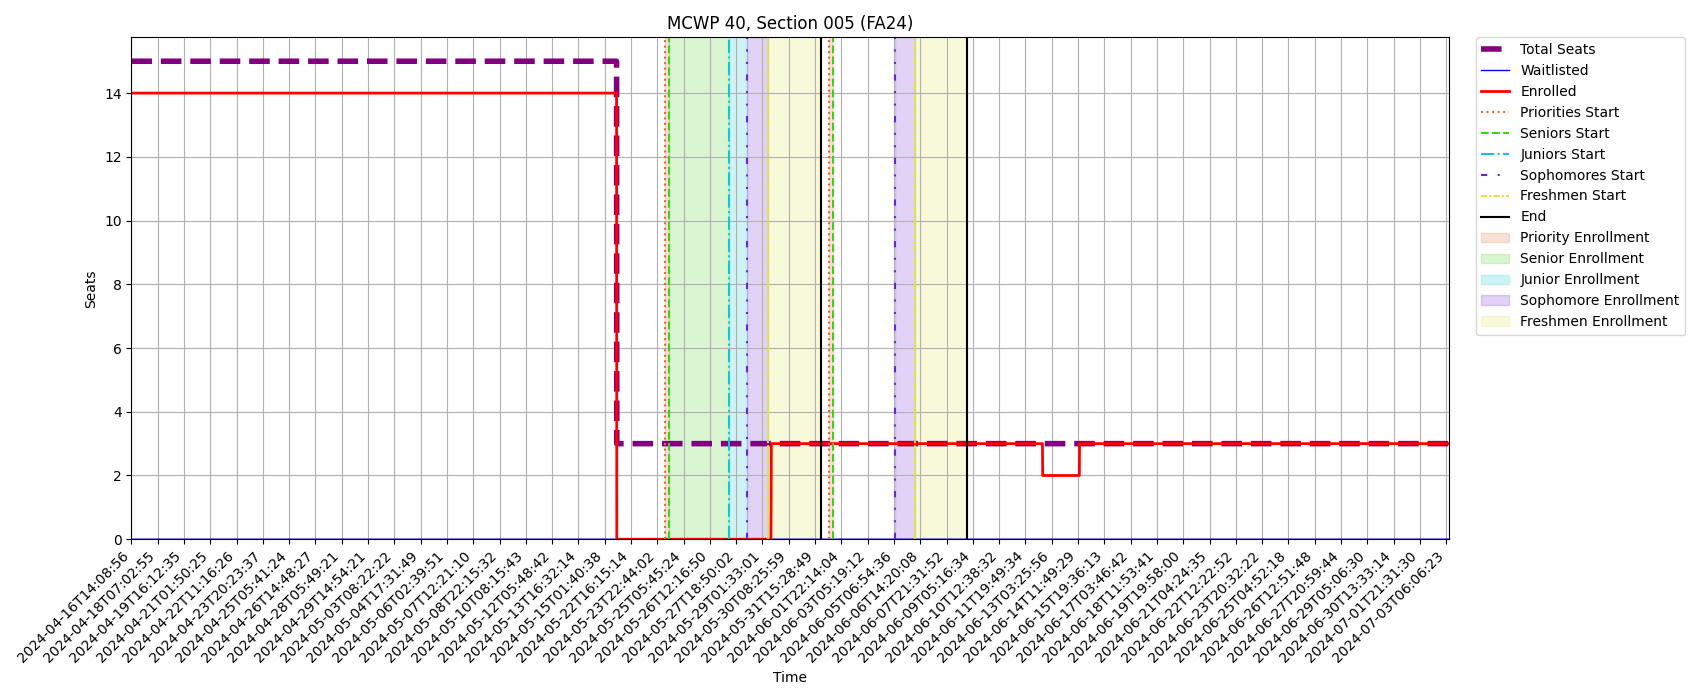 MCWP 40, Section 005 (FA24)
Seats
14
12
10
8
6
4
2
0
2024-04-16T14:08:56
2024-04-18T07:02:55
2024-04-19T16:12:35
2024-04-21T01:50:25
2024-04-22T11:16:26
2024-04-23T20:23:37
2024-04-25T05:41:24
2024-04-26T14:48:27
2024-04-28T05:49:21
2024-04-29T14:54:21
2024-05-03T08:22:22
2024-05-04T17:31:49
2024-05-06T02:39:51
2024-05-07T12:21:10
2024-05-08T22:15:32
2024-05-10T08:15:43
2024-05-12T05:48:42
2024-05-13T16:32:14
2024-05-15T01:40:38
2024-05-22T16:15:14
2024-05-23T22:44:02
2024-05-25T05:45:24
2024-05-26T12:16:50
2024-05-27T18:50:02
2024-05-29T01:33:01
2024-05-30T08:25:59
2024-05-31T15:28:49
2024-06-01T22:14:04
2024-06-03T05:19:12
2024-06-05T06:54:36
2024-06-06T14:20:08
2024-06-07T21:31:52
2024-06-09T05:16:34
2024-06-10T12:38:32
2024-06-11T19:49:34
2024-06-13T03:25:56
2024-06-14T11:49:29
2024-06-15T19:36:13
2024-06-17T03:46:42
2024-06-18T11:53:41
2024-06-19T19:58:00
2024-06-21T04:24:35
2024-06-22T12:22:52
2024-06-23T20:32:22
2024-06-25T04:52:18
2024-06-26T12:51:48
2024-06-27T20:59:44
2024-06-29T05:06:30
2024-06-30T13:33:14
2024-07-01T21:31:30
2024-07-03T06:06:23
Time
Total Seats
Waitlisted
Enrolled
Priorities Start
Seniors Start
Juniors Start
Sophomores Start
Freshmen Start
End
Priority Enrollment
Senior Enrollment
Junior Enrollment
Sophomore Enrollment
Freshmen Enrollment